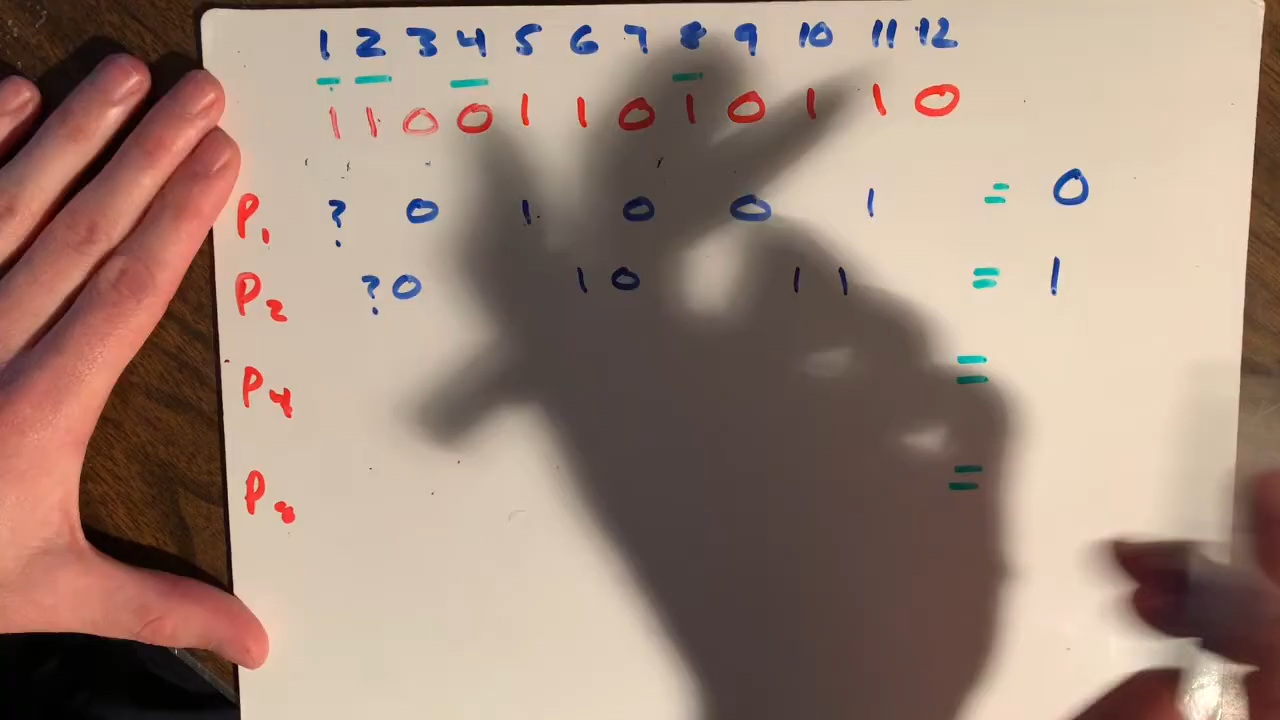 1 2 3 4 5 6 7 8 9 10 11 12
1 1 0 0 1 1 0 1 0 1 1 0
P1 ? 0 1 0 0 1 = 0
P2 ? 0 1 0 1 1 = 1
P4 =
P8 =